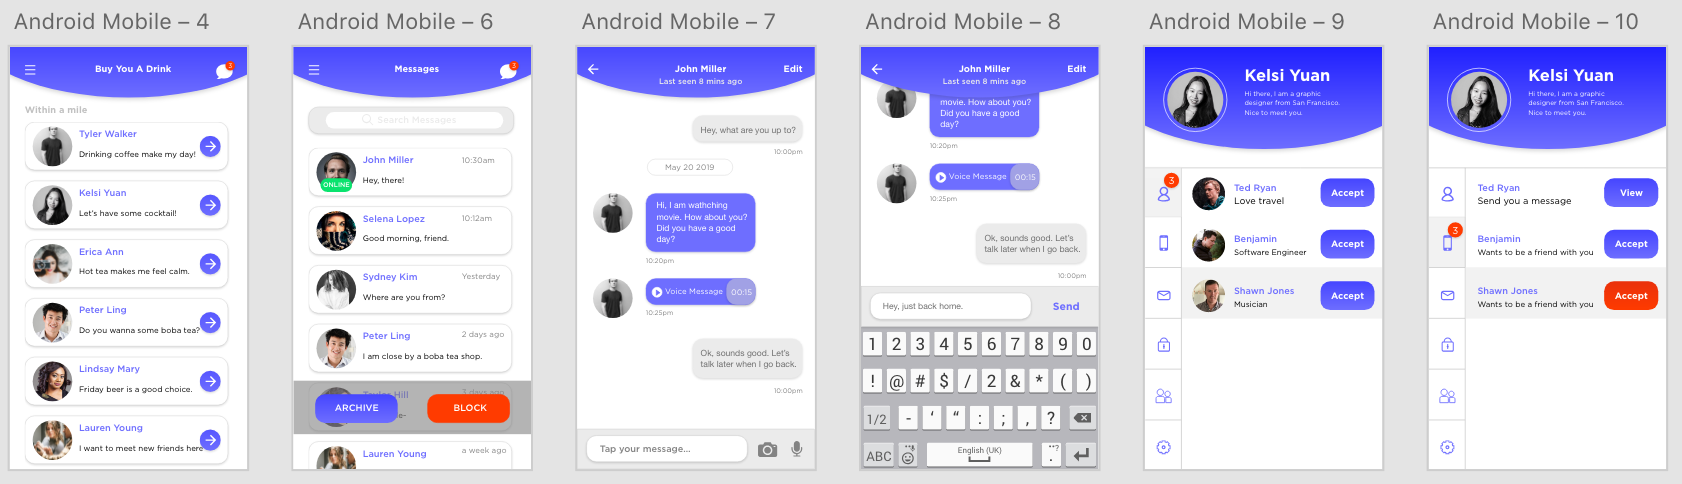 Android Mobile – 4
Buy You A Drink
3
Within a mile
Tyler Walker
Drinking coffee make my day!
Kelsi Yuan
Let's have some cocktail!
Erica Ann
Hot tea makes me feel calm.
Peter Ling
Do you wanna some boba tea?
Lindsay Mary
Friday beer is a good choice.
Lauren Young
I want to meet new friends here
Android Mobile – 6
Messages
3
Search Messages
John Miller
10:30am
ONLINE
Hey, there!
Selena Lopez
10:12am
Good morning, friend.
Sydney Kim
Yesterday
Where are you from?
Peter Ling
2 days ago
I am close by a boba tea shop.
Taylor Hill
3 days ago
ARCHIVE
BLOCK
Lauren Young
a week ago
Android Mobile – 7
John Miller
Edit
Last seen 8 mins ago
Hey, what are you up to?
10:00pm
May 20 2019
Hi, I am wathching
movie. How about you?
Did you have a good
day?
10:20pm
Voice Message
00:15
10:25pm
Ok, sounds good. Let's
talk later when I go back.
10:00pm
Tap your message...
Android Mobile – 8
John Miller
Edit
Last seen 8 mins ago
movie. How about you?
Did you have a good
day?
10:20pm
Voice Message
00:15
10:25pm
Ok, sounds good. Let's
talk later when I go back.
10:00pm
Hey, just back home.
Send
1 2 3 4 5 6 7 8 9 0
! @ # $ / 2 & * ( )
1/2 - ‘ “ : ; , ?
ABC
English (UK)
Android Mobile – 9
Kelsi Yuan
Hi there, I am a graphic
designer from San Francisco.
Nice to meet you.
3
Ted Ryan
Love travel
Accept
Benjamin
Software Engineer
Accept
Shawn Jones
Musician
Accept
Android Mobile – 10
Kelsi Yuan
Hi there, I am a graphic
designer from San Francisco.
Nice to meet you.
Ted Ryan
Send you a message
View
3
Benjamin
Wants to be a friend with you
Accept
Shawn Jones
Wants to be a friend with you
Accept